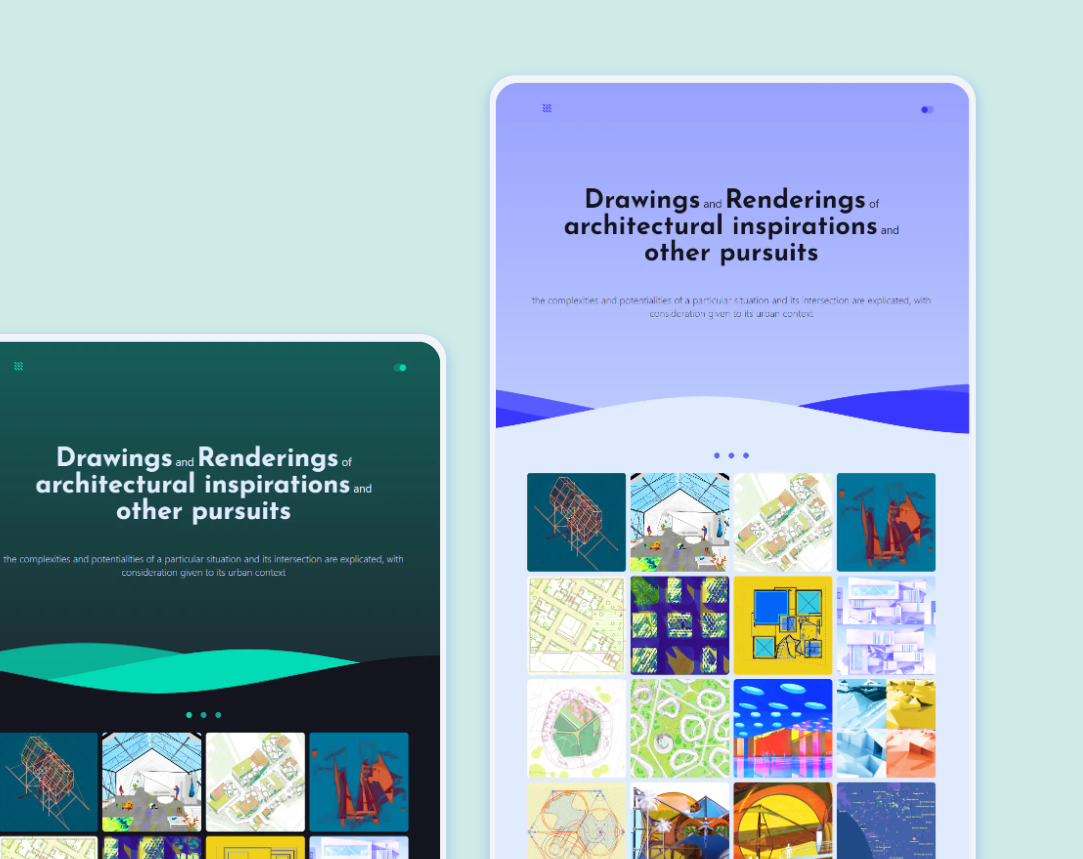 Drawings and Renderings of
architectural inspirations and
other pursuits
the complexities and potentialities of a particular situation and its intersection are explicated, with
consideration given to its urban context
Drawings and Renderings of
architectural inspirations and
other pursuits
the complexities and potentialities of a particular situation and its intersection are explicated, with
consideration given to its urban context